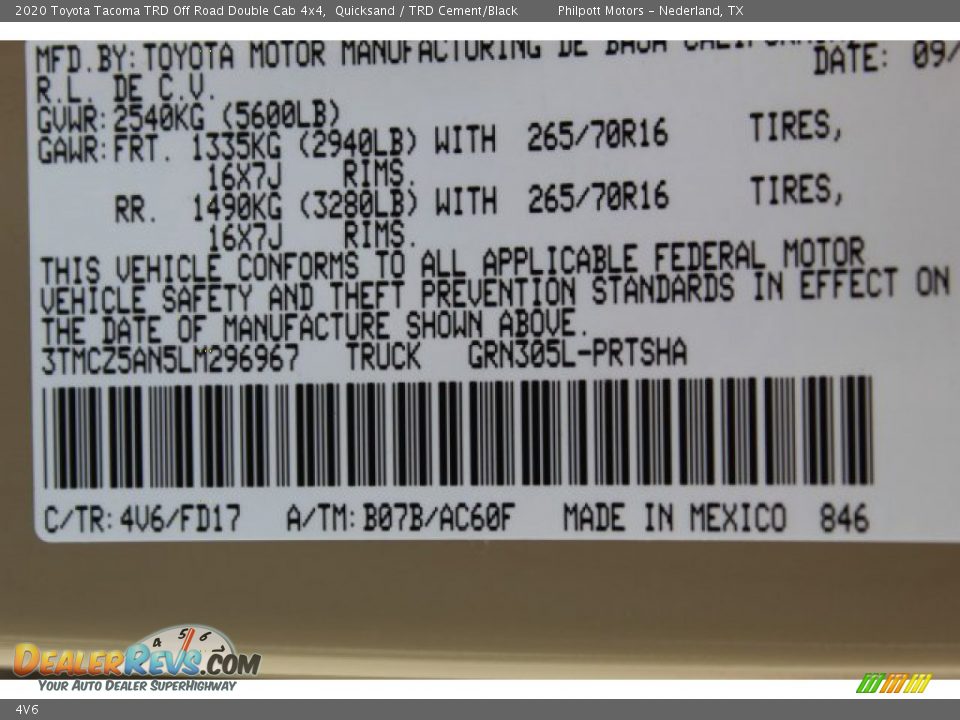 2020 Toyota Tacoma TRD Off Road Double Cab 4x4, Quicksand / TRD Cement/Black Philpott Motors - Nederland, TX
MFD.BY:TOYOTA MOTOR MANUFACTURING DE BAJA CALIFORNIA DATE: 09/
R.L. DE C.V.
GVWR:2540KG (5600LB)
GAWR:FRT. 1335KG (2940LB) WITH 265/70R16 TIRES,
16X7J RIMS.
RR. 1490KG (3280LB) WITH 265/70R16 TIRES,
16X7J RIMS.
THIS VEHICLE CONFORMS TO ALL APPLICABLE FEDERAL MOTOR
VEHICLE SAFETY AND THEFT PREVENTION STANDARDS IN EFFECT ON
THE DATE OF MANUFACTURE SHOWN ABOVE.
3TMCZ5AN5LM296967 TRUCK GRN305L-PRTSHA
C/TR:4V6/FD17 A/TM:B07B/AC60F MADE IN MEXICO 846
4 5 6 7
DEALERREVS.COM
YOUR AUTO DEALER SUPERHIGHWAY
4V6